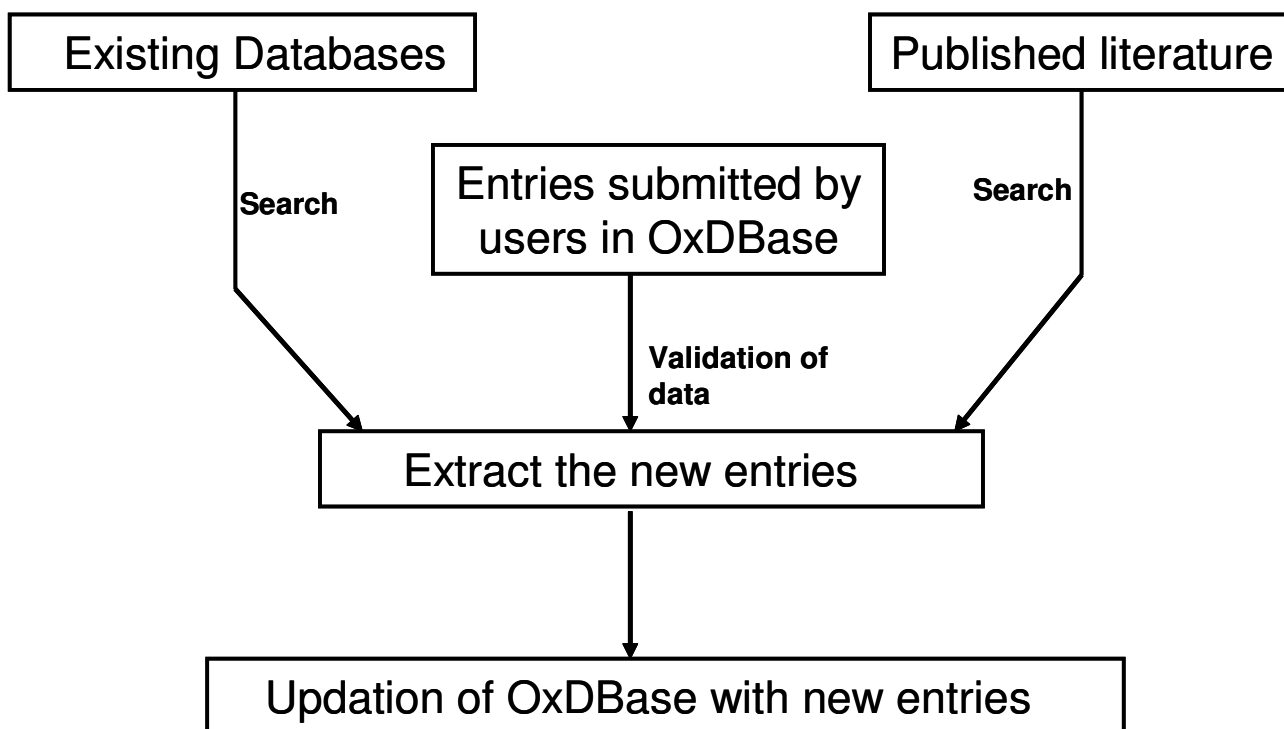 Existing Databases
Published literature
Entries submitted by
users in OxDBase
Search
Search
Validation of
data
Extract the new entries
Updation of OxDBase with new entries